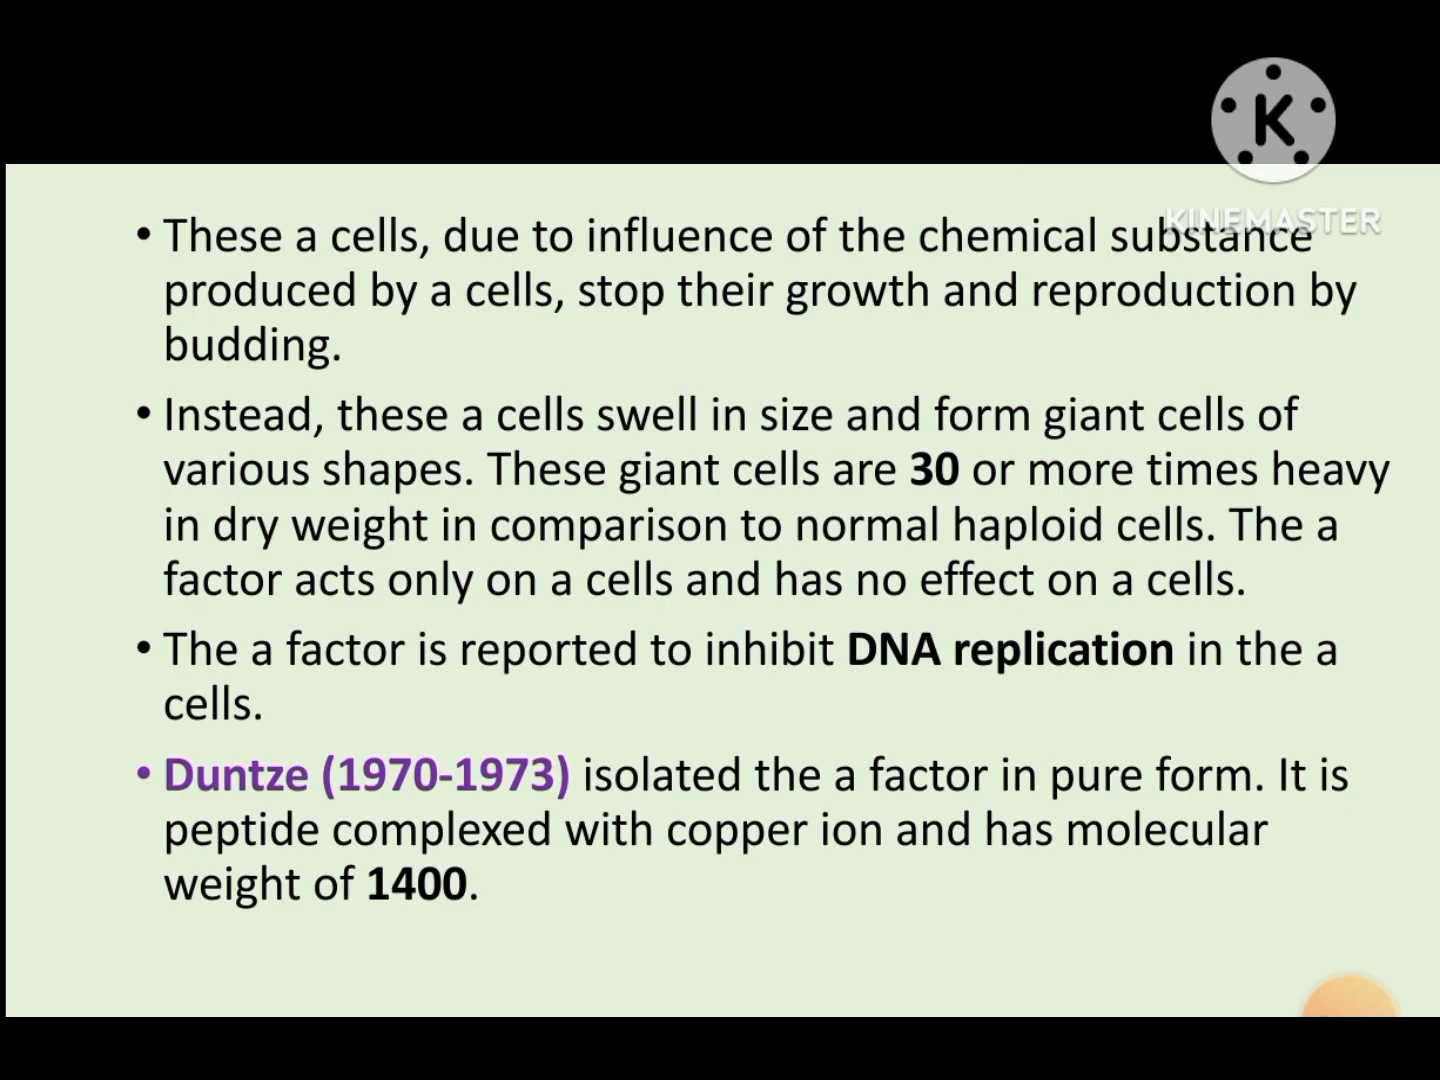 K
KINEMASTER
• These a cells, due to influence of the chemical substance
produced by a cells, stop their growth and reproduction by
budding.
• Instead, these a cells swell in size and form giant cells of
various shapes. These giant cells are 30 or more times heavy
in dry weight in comparison to normal haploid cells. The a
factor acts only on a cells and has no effect on a cells.
• The a factor is reported to inhibit DNA replication in the a
cells.
• Duntze (1970-1973) isolated the a factor in pure form. It is
peptide complexed with copper ion and has molecular
weight of 1400.